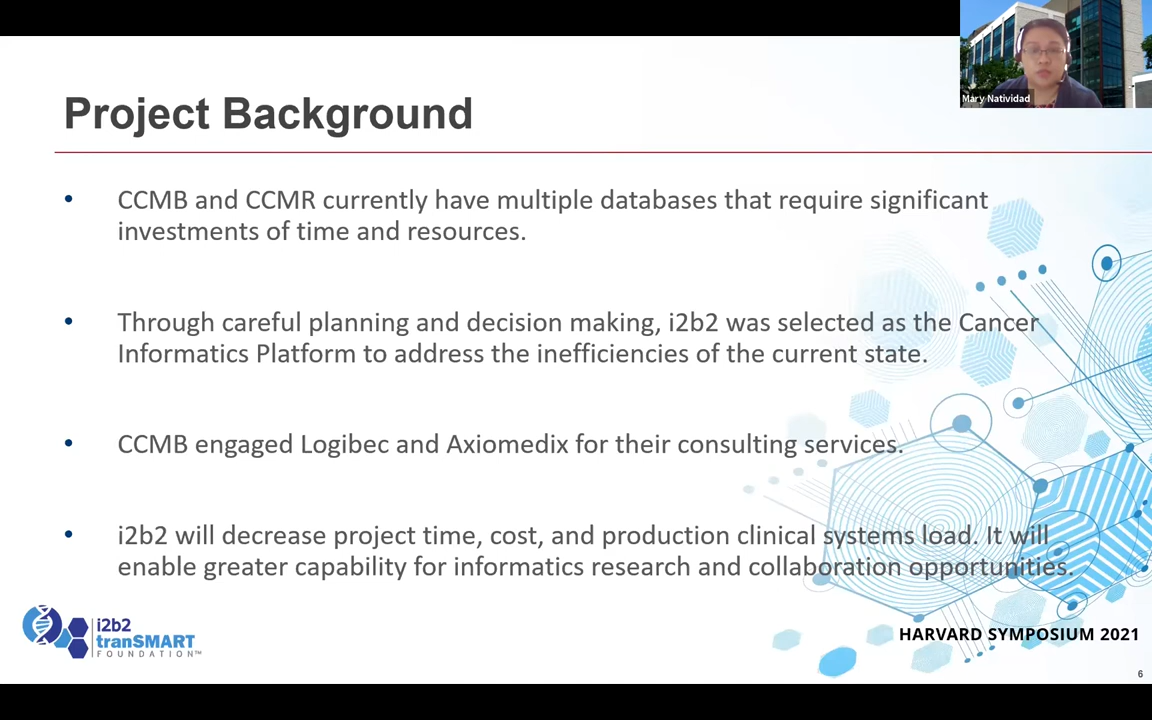 Mary Natividad
Project Background
• CCMB and CCMR currently have multiple databases that require significant
investments of time and resources.
• Through careful planning and decision making, i2b2 was selected as the Cancer
Informatics Platform to address the inefficiencies of the current state.
• CCMB engaged Logibec and Axiomedix for their consulting services.
• i2b2 will decrease project time, cost, and production clinical systems load. It will
enable greater capability for informatics research and collaboration opportunities.
i2b2
tranSMART
FOUNDATION™
HARVARD SYMPOSIUM 2021
6